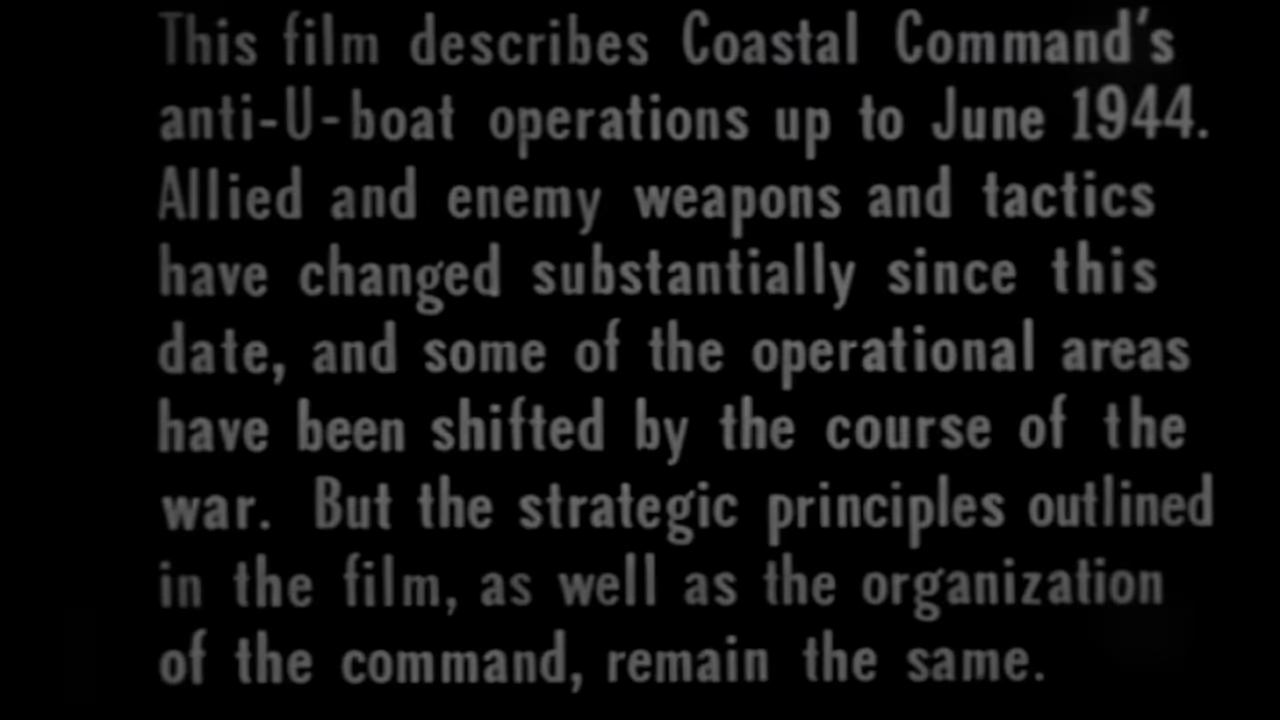 This film describes Coastal Command's
anti-U-boat operations up to June 1944.
Allied and enemy weapons and tactics
have changed substantially since this
date, and some of the operational areas
have been shifted by the course of the
war. But the strategic principles outlined
in the film, as well as the organization
of the command, remain the same.